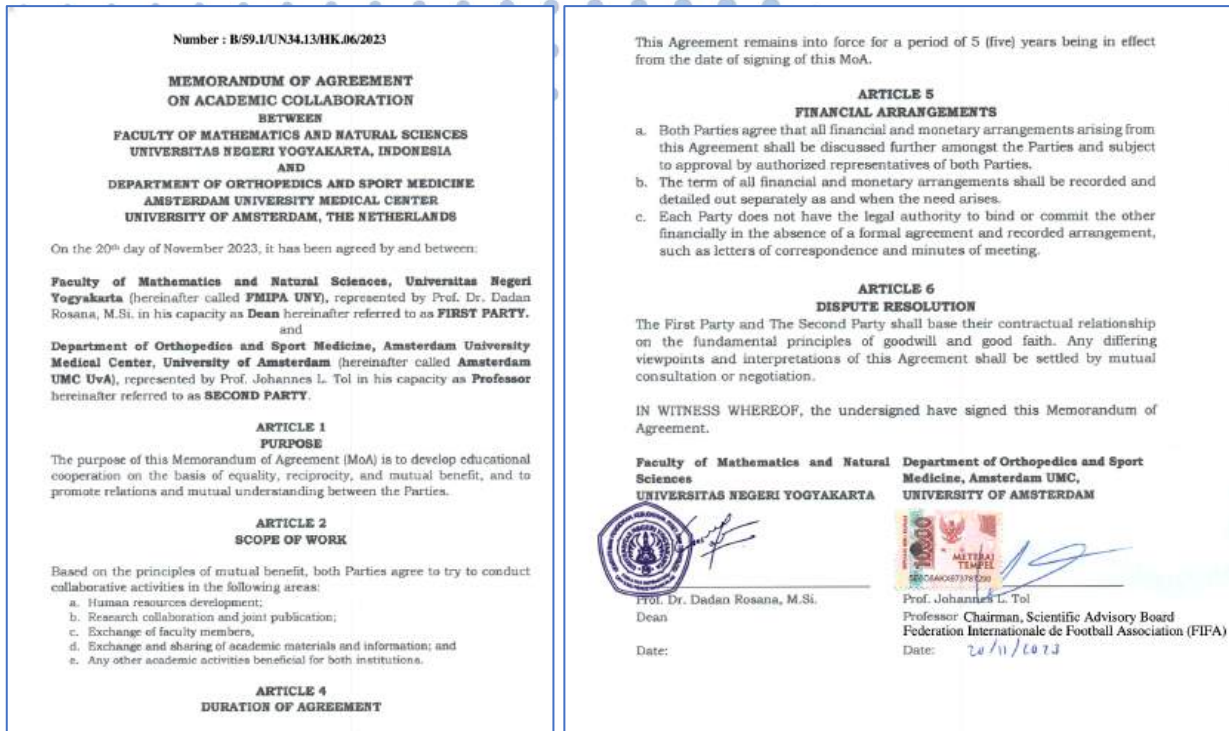 Number : B/59.1/UN34.13/HK.06/2023
MEMORANDUM OF AGREEMENT
ON ACADEMIC COLLABORATION
BETWEEN
FACULTY OF MATHEMATICS AND NATURAL SCIENCES
UNIVERSITAS NEGERI YOGYAKARTA, INDONESIA
AND
DEPARTMENT OF ORTHOPEDICS AND SPORT MEDICINE
AMSTERDAM UNIVERSITY MEDICAL CENTER
UNIVERSITY OF AMSTERDAM, THE NETHERLANDS
On the 20th day of November 2023, it has been agreed by and between:
Faculty of Mathematics and Natural Sciences, Universitas Negeri
Yogyakarta (hereinafter called FMIPA UNY), represented by Prof. Dr. Dadan
Rosana, M.Si. in his capacity as Dean hereinafter referred to as FIRST PARTY.
and
Department of Orthopedics and Sport Medicine, Amsterdam University
Medical Center, University of Amsterdam (hereinafter called Amsterdam
UMC UvA), represented by Prof. Johannes L. Tol in his capacity as Professor
hereinafter referred to as SECOND PARTY.
ARTICLE 1
PURPOSE
The purpose of this Memorandum of Agreement (MoA) is to develop educational
cooperation on the basis of equality, reciprocity, and mutual benefit, and to
promote relations and mutual understanding between the Parties.
ARTICLE 2
SCOPE OF WORK
Based on the principles of mutual benefit, both Parties agree to try to conduct
collaborative activities in the following areas:
a. Human resources development;
b. Research collaboration and joint publication;
c. Exchange of faculty members,
d. Exchange and sharing of academic materials and information; and
e. Any other academic activities beneficial for both institutions.
ARTICLE 4
DURATION OF AGREEMENT
This Agreement remains into force for a period of 5 (five) years being in effect
from the date of signing of this MoA.
ARTICLE 5
FINANCIAL ARRANGEMENTS
a. Both Parties agree that all financial and monetary arrangements arising from
this Agreement shall be discussed further amongst the Parties and subject
to approval by authorized representatives of both Parties.
b. The term of all financial and monetary arrangements shall be recorded and
detailed out separately as and when the need arises.
c. Each Party does not have the legal authority to bind or commit the other
financially in the absence of a formal agreement and recorded arrangement,
such as letters of correspondence and minutes of meeting.
ARTICLE 6
DISPUTE RESOLUTION
The First Party and The Second Party shall base their contractual relationship
on the fundamental principles of goodwill and good faith. Any differing
viewpoints and interpretations of this Agreement shall be settled by mutual
consultation or negotiation.
IN WITNESS WHEREOF, the undersigned have signed this Memorandum of
Agreement.
Faculty of Mathematics and Natural
Sciences
UNIVERSITAS NEGERI YOGYAKARTA
Prof. Dr. Dadan Rosana, M.Si.
Dean
Date:
Department of Orthopedics and Sport
Medicine, Amsterdam UMC,
UNIVERSITY OF AMSTERDAM
10000
METERAI
TEMPEL
Prof. Johannes L. Tol
Professor Chairman, Scientific Advisory Board
Federation Internationale de Football Association (FIFA)
Date: 20/11/2023